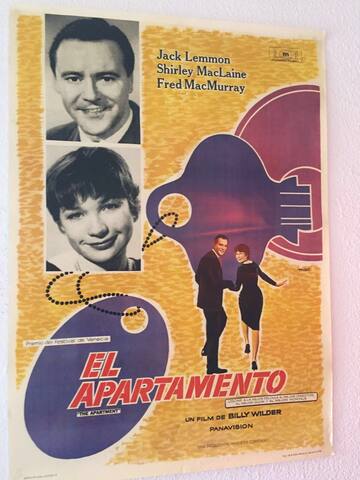 Jack Lemmon
Shirley MacLaine
Fred MacMurray
Premio del Festival de Venecia
EL
APARTAMENTO
"THE APARTMENT"
UN FILM DE BILLY WILDER
PANAVISION